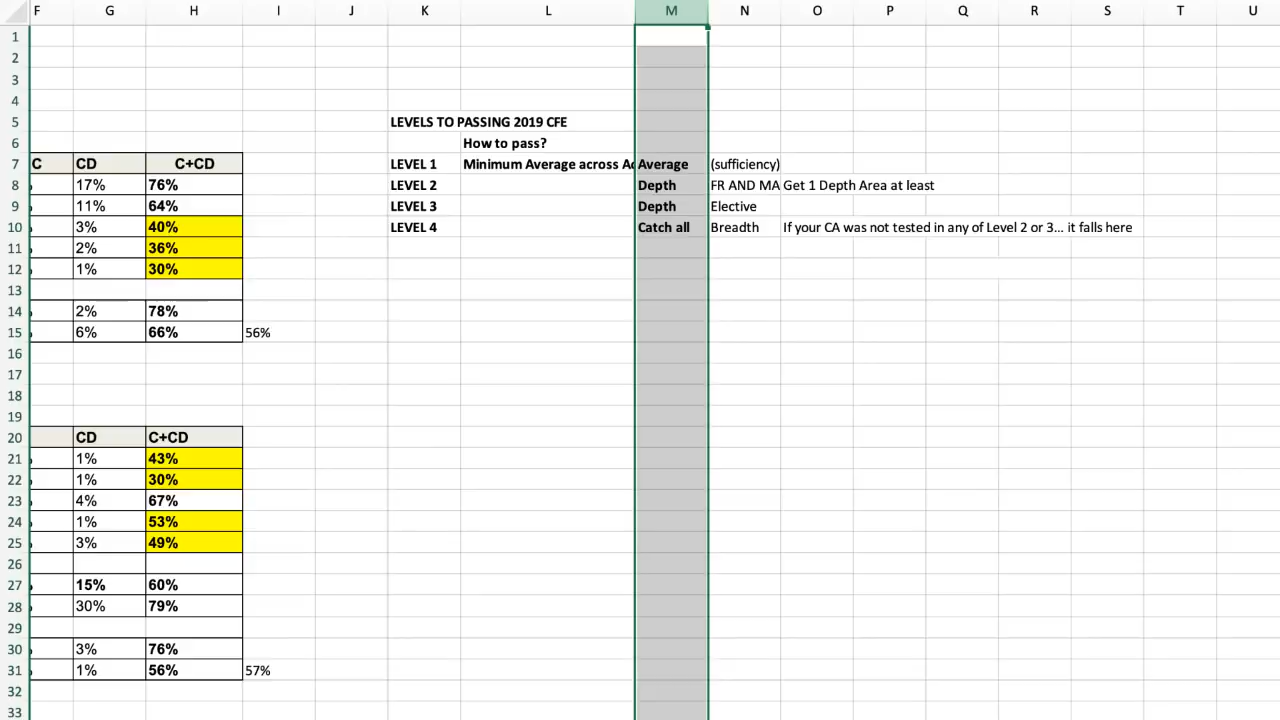 F G H I J K L M N O P Q R S T U
1
2
3
4
5 LEVELS TO PASSING 2019 CFE
6 How to pass?
7 C CD C+CD LEVEL 1 Minimum Average across Ac Average (sufficiency)
8 17% 76% LEVEL 2 Depth FR AND MA Get 1 Depth Area at least
9 11% 64% LEVEL 3 Depth Elective
10 3% 40% LEVEL 4 Catch all Breadth If your CA was not tested in any of Level 2 or 3... it falls here
11 2% 36%
12 1% 30%
13
14 2% 78%
15 6% 66% 56%
16
17
18
19
20 CD C+CD
21 1% 43%
22 1% 30%
23 4% 67%
24 1% 53%
25 3% 49%
26
27 15% 60%
28 30% 79%
29
30 3% 76%
31 1% 56% 57%
32
33